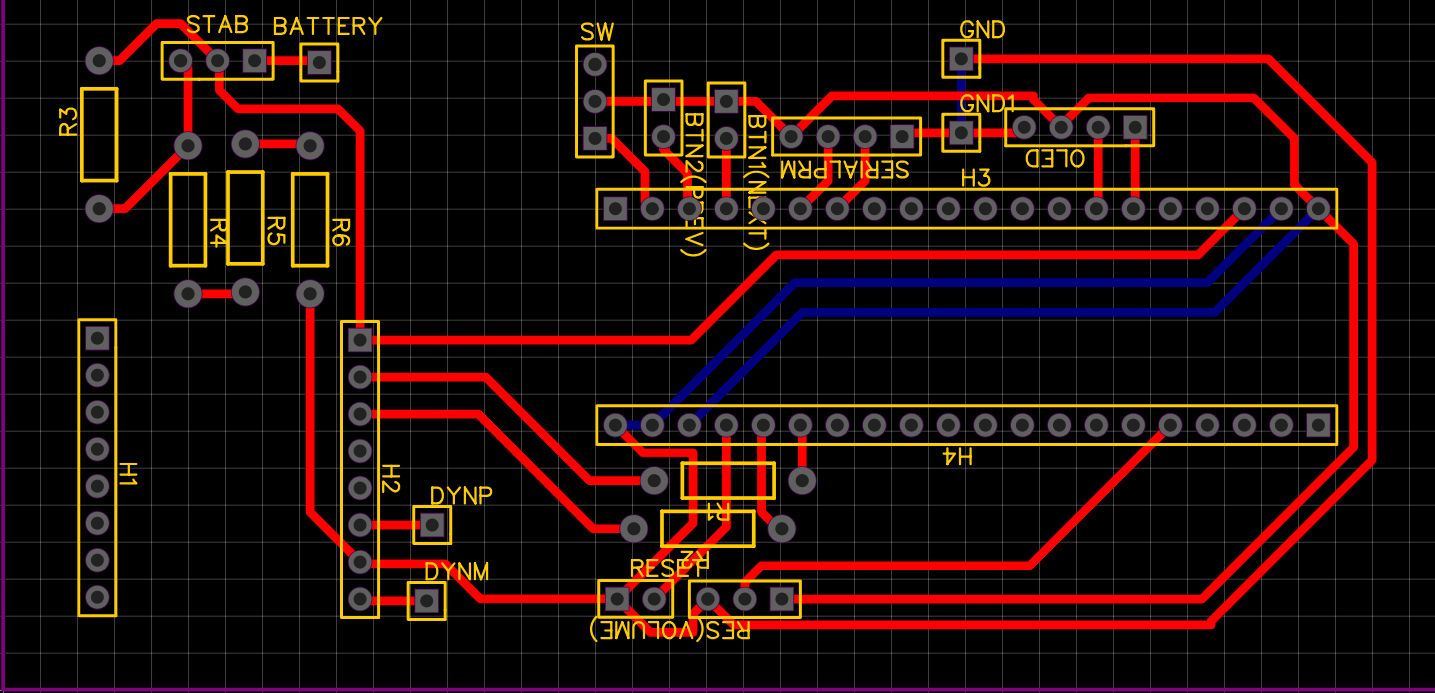 STAB
BATTERY
SW
GND
GND1
R3
BTN2(PREV)
BTN1(NEXT)
SERIALPRM
OLED
H3
R4
R5
R6
H1
H2
H4
DYNP
R1
R2
RESET
DYNM
RES(VOLUME)